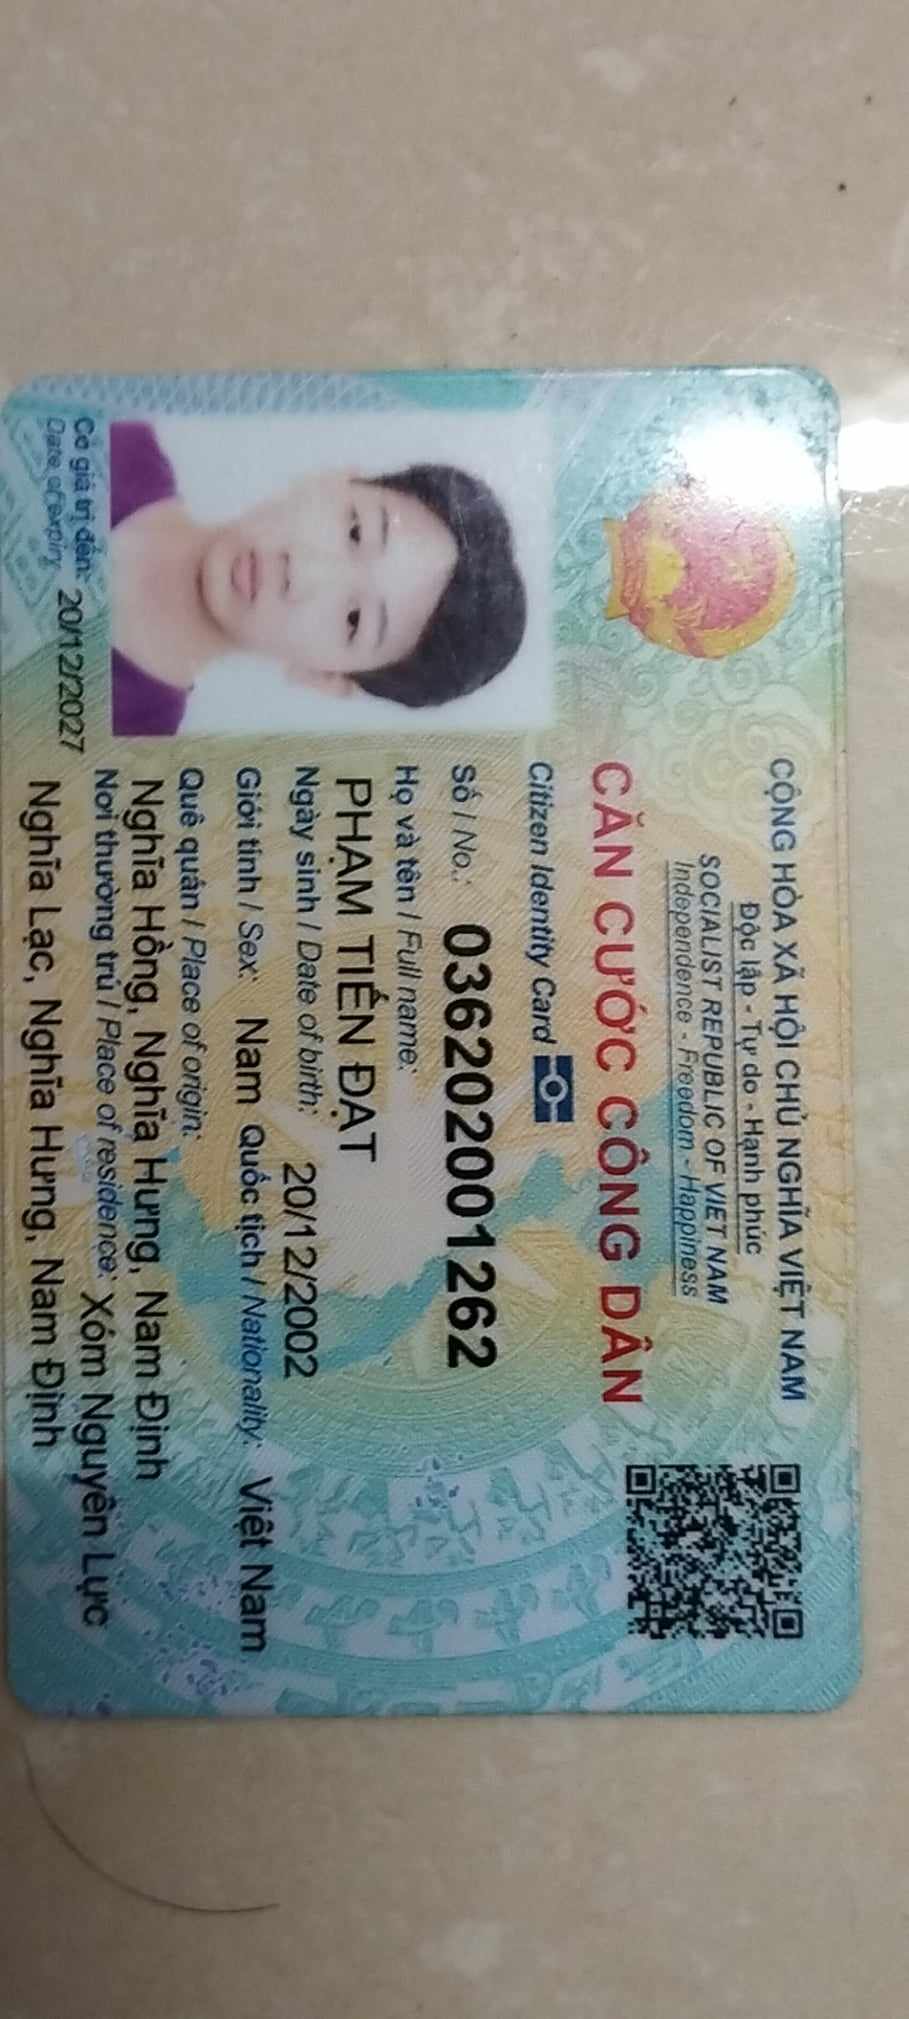 CỘNG HÒA XÃ HỘI CHỦ NGHĨA VIỆT NAM
Độc lập - Tự do - Hạnh phúc
SOCIALIST REPUBLIC OF VIET NAM
Independence - Freedom - Happiness
CĂN CƯỚC CÔNG DÂN
Citizen Identity Card
Số / No.: 036202001262
Họ và tên / Full name:
PHẠM TIẾN ĐẠT
Ngày sinh / Date of birth: 20/12/2002
Giới tính / Sex: Nam Quốc tịch / Nationality: Việt Nam
Quê quán / Place of origin:
Nghĩa Hồng, Nghĩa Hưng, Nam Định
Nơi thường trú / Place of residence: Xóm Nguyên Lực
Nghĩa Lạc, Nghĩa Hưng, Nam Định
Có giá trị đến: 20/12/2027
Date of expiry